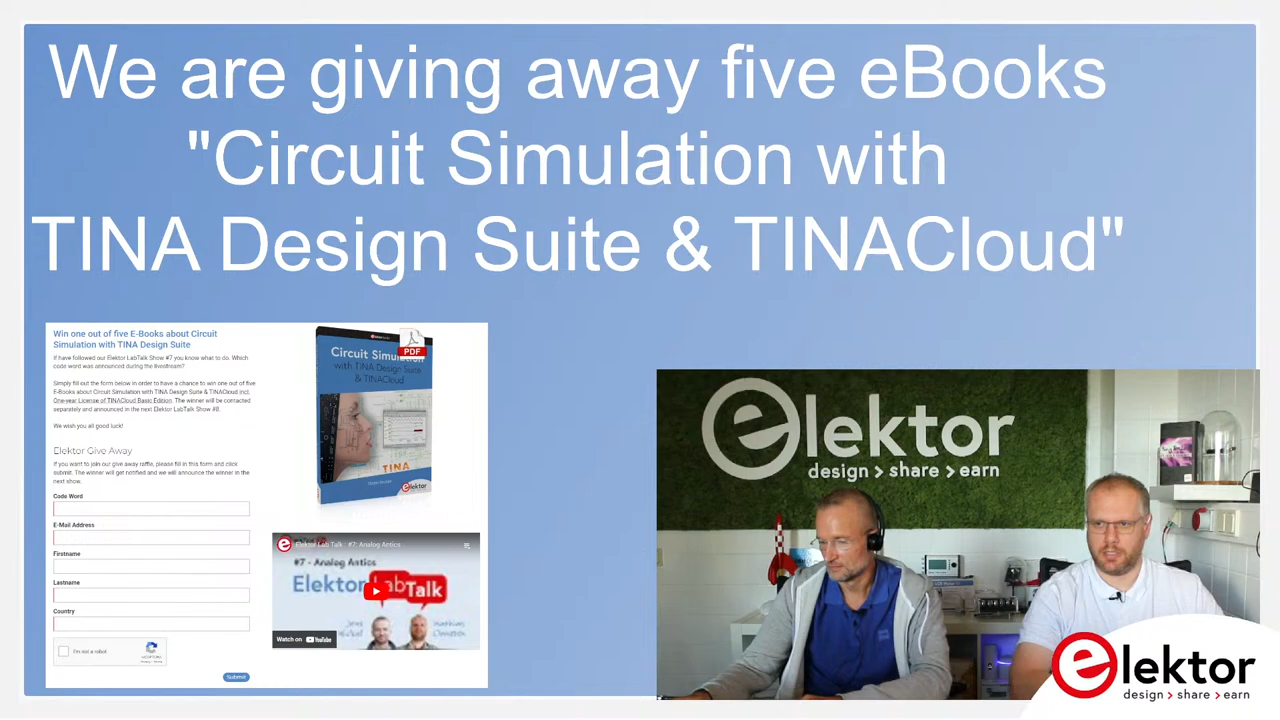 We are giving away five eBooks
"Circuit Simulation with
TINA Design Suite & TINACloud"
Win one out of five E-Books about Circuit
Simulation with TINA Design Suite
If have followed our Elektor LabTalk Show #7 you know what to do. Which
code word was announced during the livestream?
Simply fill out the form below in order to have a chance to win one out of five
E-Books about Circuit Simulation with TINA Design Suite & TINACloud incl.
One-year License of TINACloud Basic Edition. The winner will be contacted
separately and announced in the next Elektor LabTalk Show #8.
We wish you all good luck!
Elektor Give Away
If you want to join our give away raffle, please fill in this form and click
submit. The winner will get notified and we will announce the winner in the
next show.
Code Word
E-Mail Address
Firstname
Lastname
Country
I'm not a robot
reCAPTCHA
Privacy - Terms
Submit
PDF
Circuit Simulation
with TINA Design Suite
& TINACloud
TINA
elektor
Elektor Lab Talk : #7: Analog Antics
#7 - Analog Antics
Elektor LabTalk
Jens
Mathias
Nickel
Claussen
Watch on YouTube
elektor
design > share > earn
elektor
design > share > earn